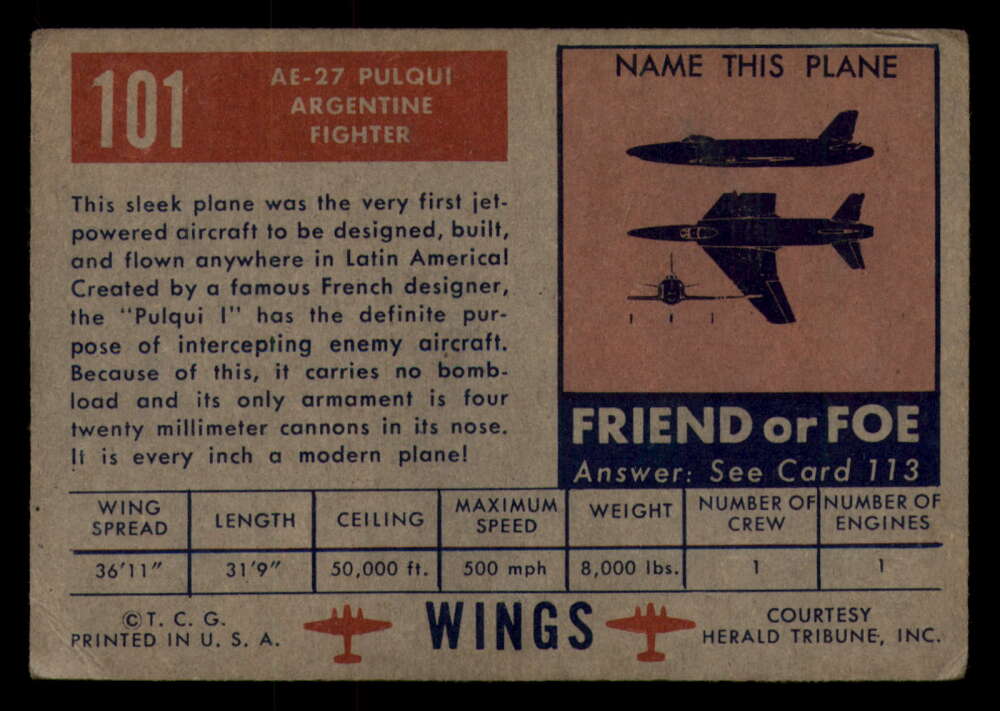 101
AE-27 PULQUI
ARGENTINE
FIGHTER
This sleek plane was the very first jet-
powered aircraft to be designed, built,
and flown anywhere in Latin America!
Created by a famous French designer,
the "Pulqui I" has the definite pur-
pose of intercepting enemy aircraft.
Because of this, it carries no bomb-
load and its only armament is four
twenty millimeter cannons in its nose.
It is every inch a modern plane!
NAME THIS PLANE
FRIEND or FOE
Answer: See Card 113
WING SPREAD LENGTH CEILING MAXIMUM SPEED WEIGHT NUMBER OF CREW NUMBER OF ENGINES
36'11" 31'9" 50,000 ft. 500 mph 8,000 lbs. 1 1
©T. C. G.
PRINTED IN U. S. A.
WINGS
COURTESY
HERALD TRIBUNE, INC.